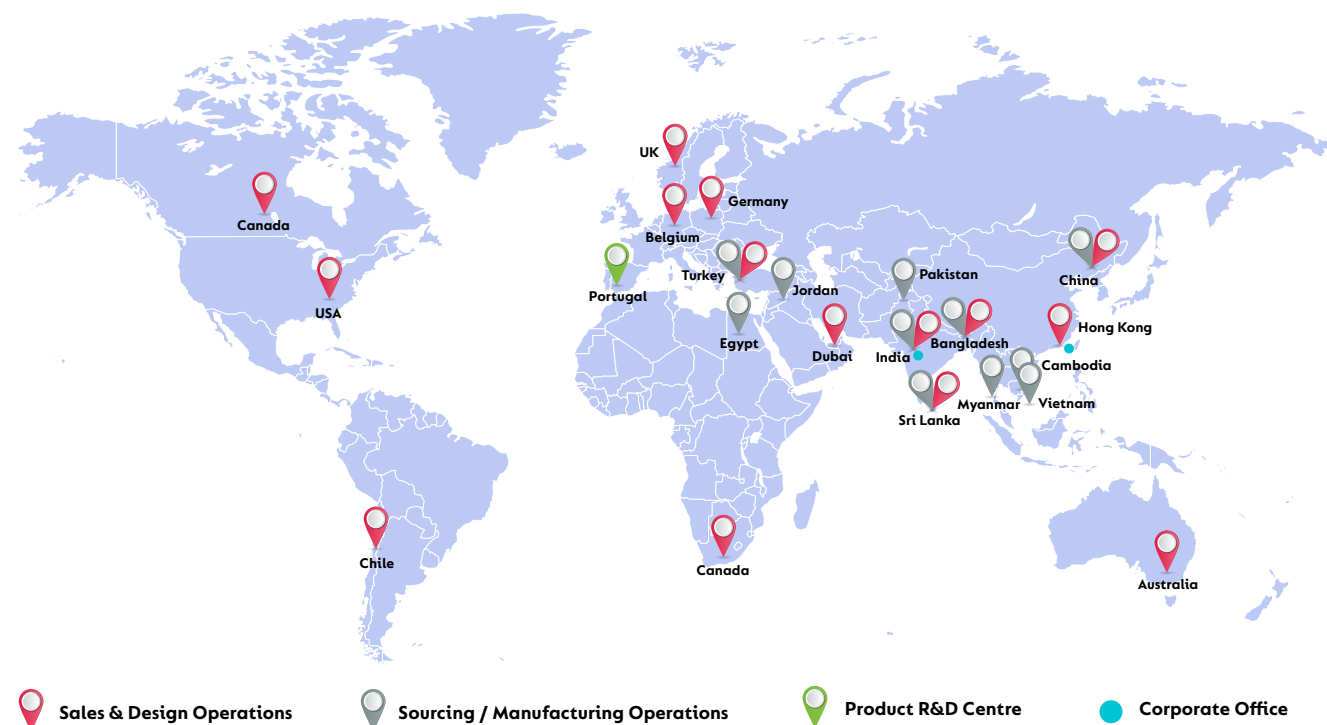 UK
Canada
Germany
Belgium
Turkey
Pakistan
China
Portugal
Jordan
USA
Egypt
Dubai
India
Bangladesh
Hong Kong
Cambodia
Myanmar
Vietnam
Sri Lanka
Chile
Canada
Australia
Sales & Design Operations
Sourcing / Manufacturing Operations
Product R&D Centre
Corporate Office